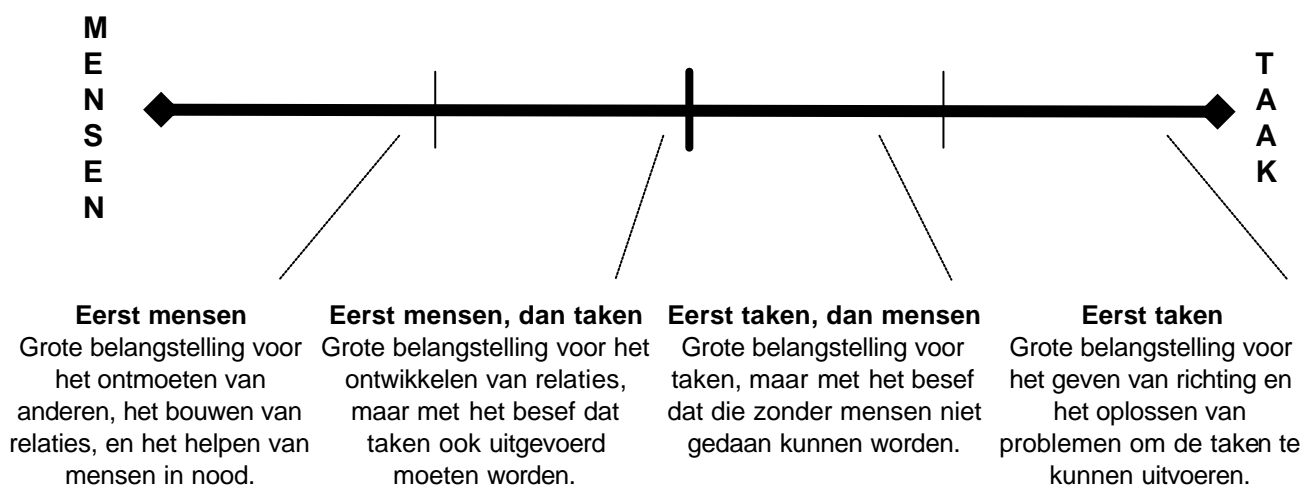 MENSEN
TAAK
Eerst mensen
Grote belangstelling voor
het ontmoeten van
anderen, het bouwen van
relaties, en het helpen van
mensen in nood.
Eerst mensen, dan taken
Grote belangstelling voor het
ontwikkelen van relaties,
maar met het besef dat
taken ook uitgevoerd
moeten worden.
Eerst taken, dan mensen
Grote belangstelling voor
taken, maar met het besef
dat die zonder mensen niet
gedaan kunnen worden.
Eerst taken
Grote belangstelling voor
het geven van richting en
het oplossen van
problemen om de taken te
kunnen uitvoeren.